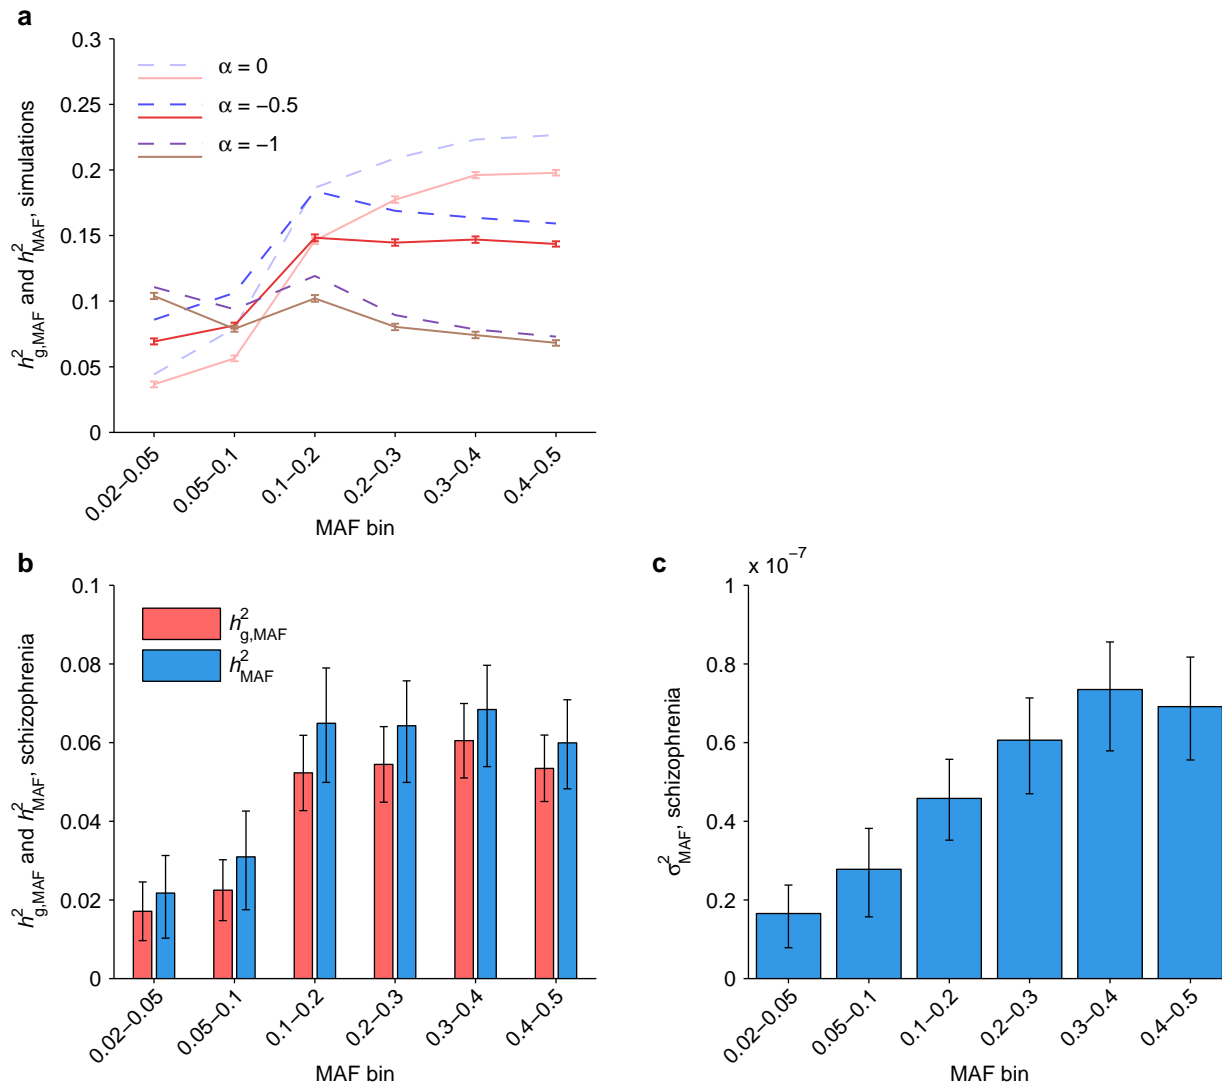 a
h²g,MAF and h²MAF, simulations
0.3
0.25
0.2
0.15
0.1
0.05
0
α = 0
α = −0.5
α = −1
0.02−0.05
0.05−0.1
0.1−0.2
0.2−0.3
0.3−0.4
0.4−0.5
MAF bin
b
h²g,MAF and h²MAF, schizophrenia
0.1
0.08
0.06
0.04
0.02
0
h²g,MAF
h²MAF
0.02−0.05
0.05−0.1
0.1−0.2
0.2−0.3
0.3−0.4
0.4−0.5
MAF bin
c
x 10⁻⁷
σ²MAF, schizophrenia
1
0.8
0.6
0.4
0.2
0
0.02−0.05
0.05−0.1
0.1−0.2
0.2−0.3
0.3−0.4
0.4−0.5
MAF bin